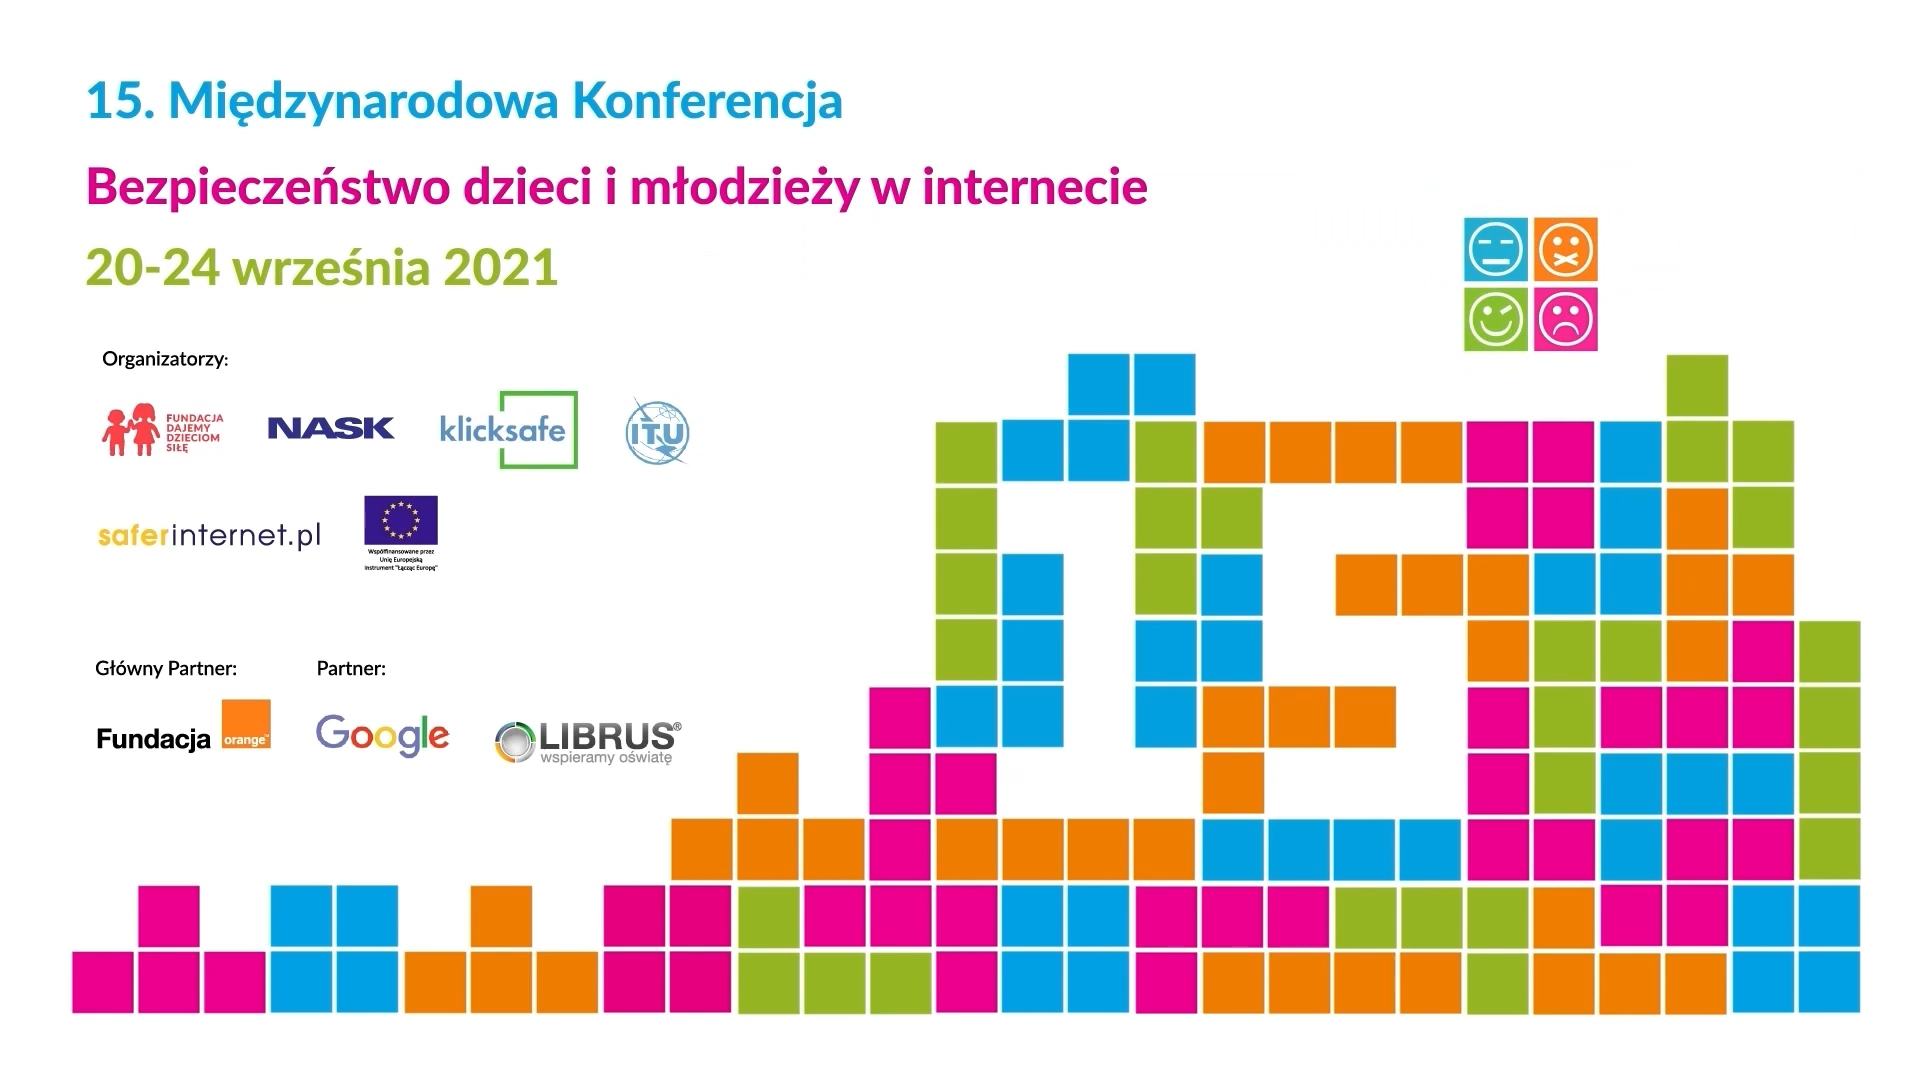 15. Międzynarodowa Konferencja
Bezpieczeństwo dzieci i młodzieży w internecie
20-24 września 2021
Organizatorzy:
FUNDACJA
DAJEMY
DZIECIOM
SIŁĘ
NASK
klicksafe
ITU
saferinternet.pl
Współfinansowane przez
Unię Europejską
Instrument "Łącząc Europę"
Główny Partner:
Partner:
Fundacja
orange™
Google
LIBRUS®
wspieramy oświatę